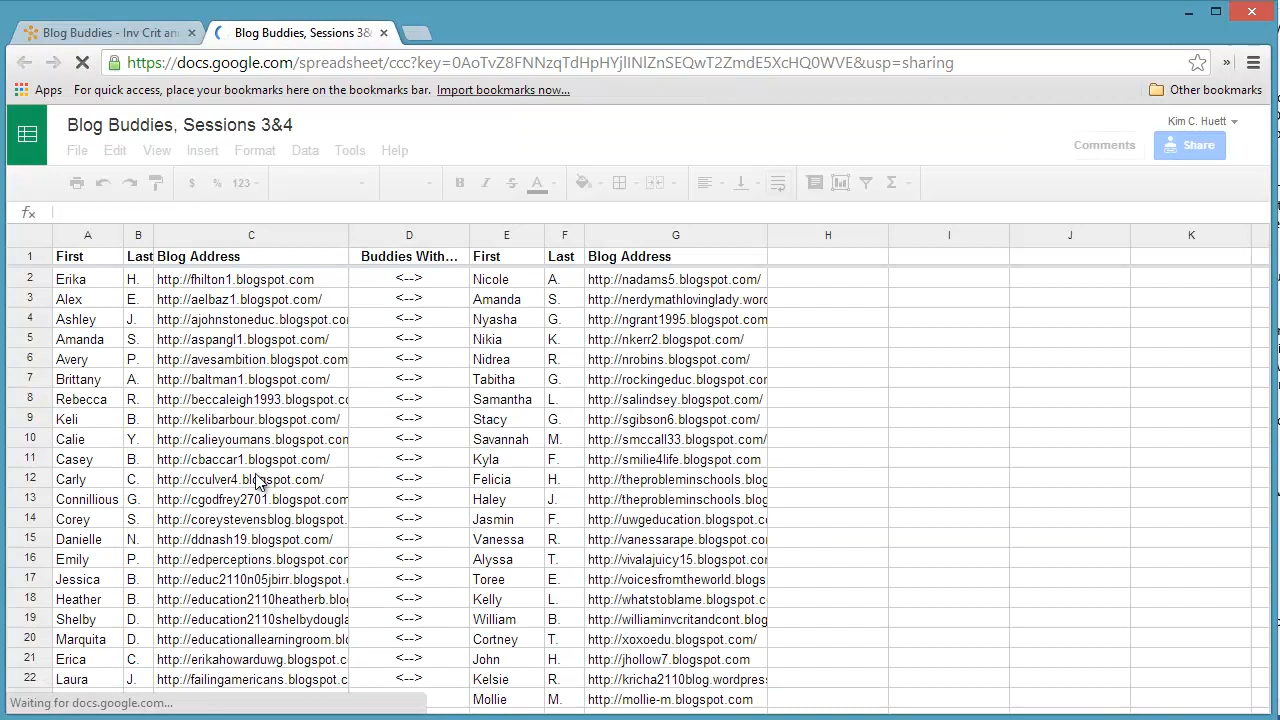 Blog Buddies - Inv Crit an
Blog Buddies, Sessions 3&
https://docs.google.com/spreadsheet/ccc?key=0AoTvZ8FNNzqTdHpHYjlINlZnSEQwT2ZmdE5XcHQ0WVE&usp=sharing
Apps For quick access, place your bookmarks here on the bookmarks bar. Import bookmarks now... Other bookmarks
Blog Buddies, Sessions 3&4
Kim C. Huett
File Edit View Insert Format Data Tools Help
Comments Share
$ % 123
fx
A B C D E F G H I J K
1 First Last Blog Address Buddies With... First Last Blog Address
2 Erika H. http://fhilton1.blogspot.com <--> Nicole A. http://nadams5.blogspot.com/
3 Alex E. http://aelbaz1.blogspot.com/ <--> Amanda S. http://nerdymathlovinglady.word
4 Ashley J. http://ajohnstoneduc.blogspot.co <--> Nyasha G. http://ngrant1995.blogspot.com/
5 Amanda S. http://aspangl1.blogspot.com/ <--> Nikia K. http://nkerr2.blogspot.com/
6 Avery P. http://avesambition.blogspot.com <--> Nidrea R. http://nrobins.blogspot.com/
7 Brittany A. http://baltman1.blogspot.com/ <--> Tabitha G. http://rockingeduc.blogspot.com
8 Rebecca R. http://beccaleigh1993.blogspot.co <--> Samantha L. http://salindsey.blogspot.com/
9 Keli B. http://kelibarbour.blogspot.com/ <--> Stacy G. http://sgibson6.blogspot.com/
10 Calie Y. http://calieyoumans.blogspot.com <--> Savannah M. http://smccall33.blogspot.com/
11 Casey B. http://cbaccar1.blogspot.com/ <--> Kyla F. http://smilie4life.blogspot.com
12 Carly C. http://cculver4.blogspot.com/ <--> Felicia H. http://theprobleminschools.blog
13 Connillious G. http://cgodfrey2701.blogspot.com <--> Haley J. http://theprobleminschools.blog
14 Corey S. http://coreystevensblog.blogspot. <--> Jasmin F. http://uwgeducation.blogspot.co
15 Danielle N. http://ddnash19.blogspot.com/ <--> Vanessa R. http://vanessarape.blogspot.com
16 Emily P. http://edperceptions.blogspot.com <--> Alyssa T. http://vivalajuicy15.blogspot.com
17 Jessica B. http://educ2110n05jbirr.blogspot.c <--> Toree E. http://voicesfromtheworld.blogs
18 Heather B. http://education2110heatherb.blog <--> Kelly L. http://whatstoblame.blogspot.c
19 Shelby D. http://education2110shelbydougla <--> William B. http://williaminvcritandcont.blog
20 Marquita D. http://educationallearningroom.blo <--> Cortney T. http://xoxoedu.blogspot.com/
21 Erica C. http://erikahowarduwg.blogspot.c <--> John H. http://jhollow7.blogspot.com
22 Laura J. http://failingamericans.blogspot.c <--> Kelsie R. http://kricha2110blog.wordpress
Mollie M. http://mollie-m.blogspot.com
Waiting for docs.google.com...